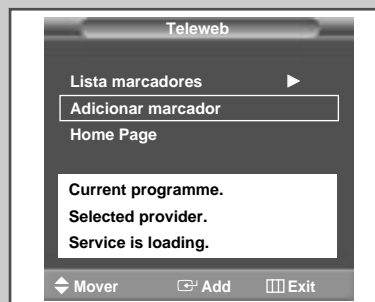 Teleweb
Lista marcadores
Adicionar marcador
Home Page
Current programme.
Selected provider.
Service is loading.
Mover Add Exit